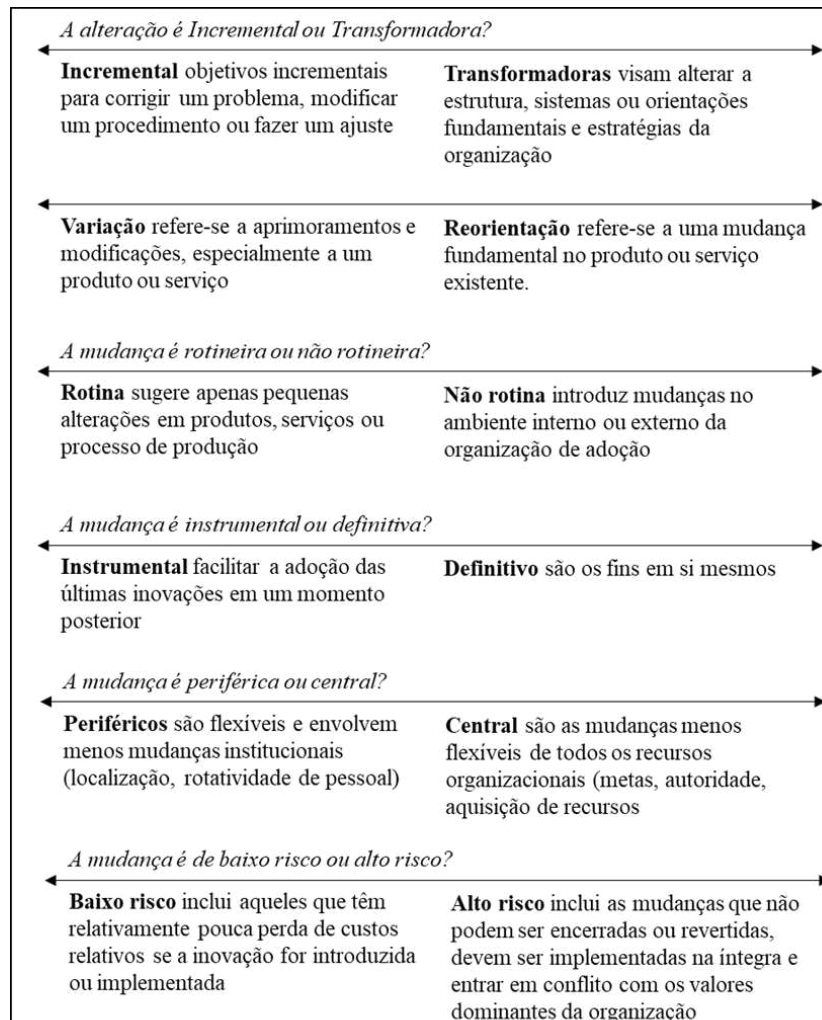 A alteração é Incremental ou Transformadora?
Incremental objetivos incrementais
para corrigir um problema, modificar
um procedimento ou fazer um ajuste
Transformadoras visam alterar a
estrutura, sistemas ou orientações
fundamentais e estratégias da
organização
Variação refere-se a aprimoramentos e
modificações, especialmente a um
produto ou serviço
Reorientação refere-se a uma mudança
fundamental no produto ou serviço
existente.
A mudança é rotineira ou não rotineira?
Rotina sugere apenas pequenas
alterações em produtos, serviços ou
processo de produção
Não rotina introduz mudanças no
ambiente interno ou externo da
organização de adoção
A mudança é instrumental ou definitiva?
Instrumental facilitar a adoção das
últimas inovações em um momento
posterior
Definitivo são os fins em si mesmos
A mudança é periférica ou central?
Periféricos são flexíveis e envolvem
menos mudanças institucionais
(localização, rotatividade de pessoal)
Central são as mudanças menos
flexíveis de todos os recursos
organizacionais (metas, autoridade,
aquisição de recursos
A mudança é de baixo risco ou alto risco?
Baixo risco inclui aqueles que têm
relativamente pouca perda de custos
relativos se a inovação for introduzida
ou implementada
Alto risco inclui as mudanças que não
podem ser encerradas ou revertidas,
devem ser implementadas na íntegra e
entrar em conflito com os valores
dominantes da organização